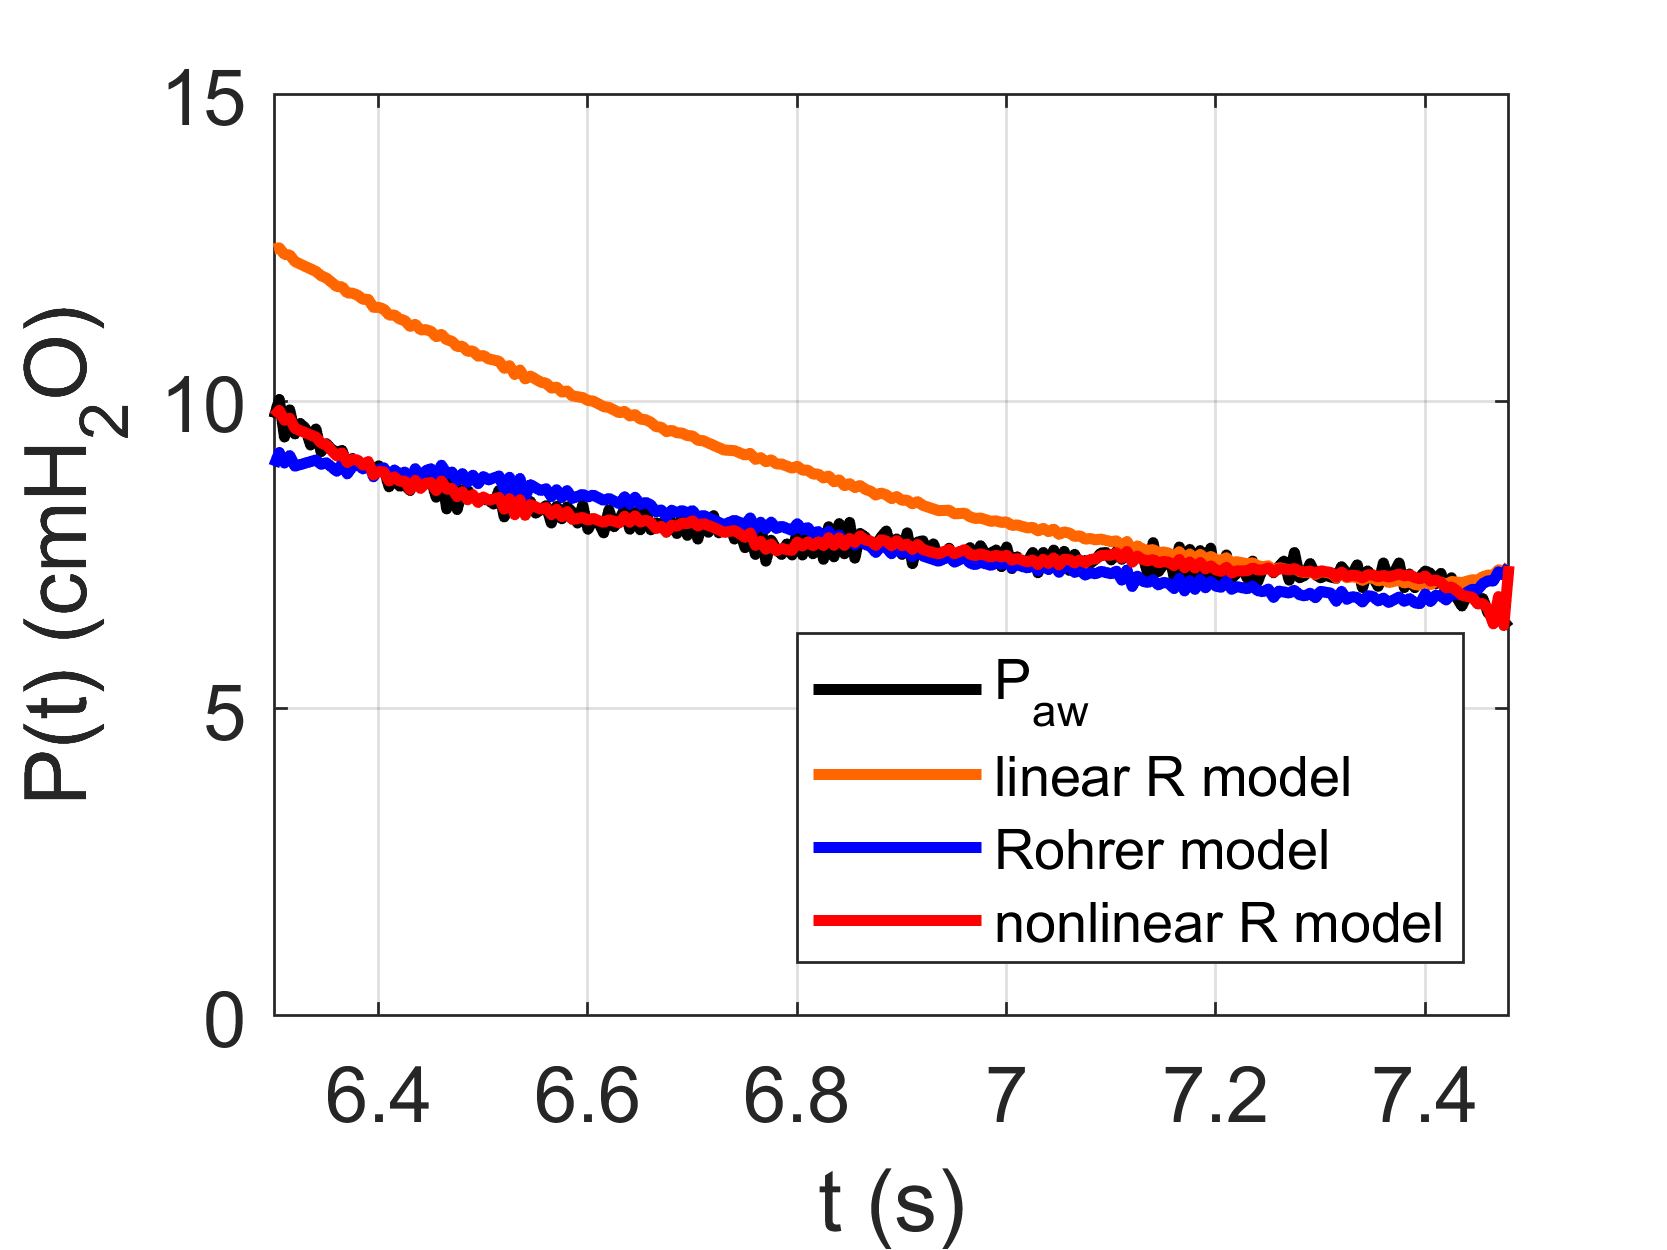 15
10
5
0
P(t) (cmH2O)
6.4 6.6 6.8 7 7.2 7.4
t (s)
Paw
linear R model
Rohrer model
nonlinear R model